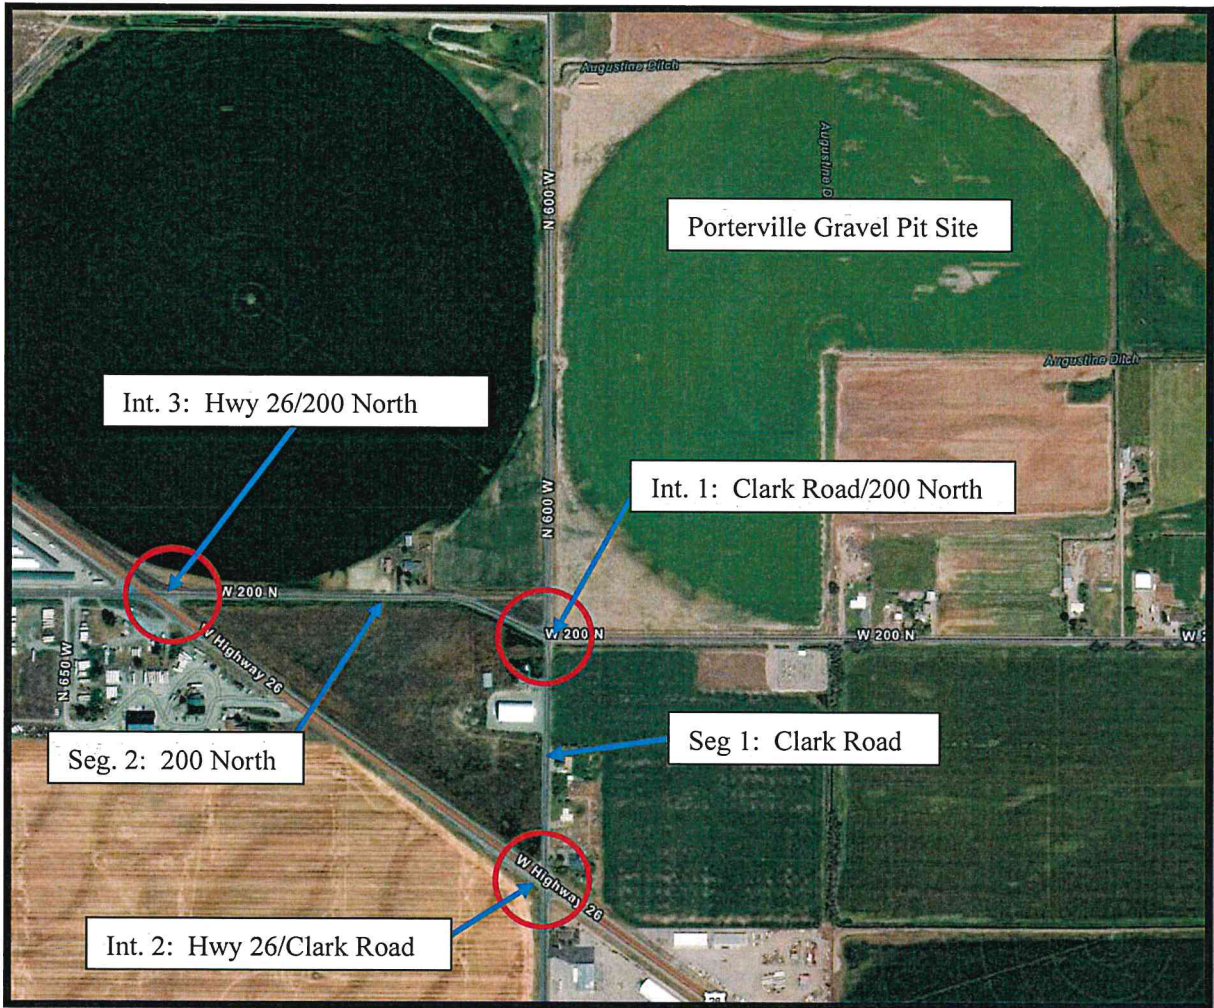 Augustine Ditch
Augustine D
N 600 W
Porterville Gravel Pit Site
Augustine Ditch
Int. 3: Hwy 26/200 North
Int. 1: Clark Road/200 North
N 600 W
W 200 N
W 200 N
W 200 N
W Highway 26
N 650 W
Seg. 2: 200 North
Seg 1: Clark Road
W Highway 26
Int. 2: Hwy 26/Clark Road